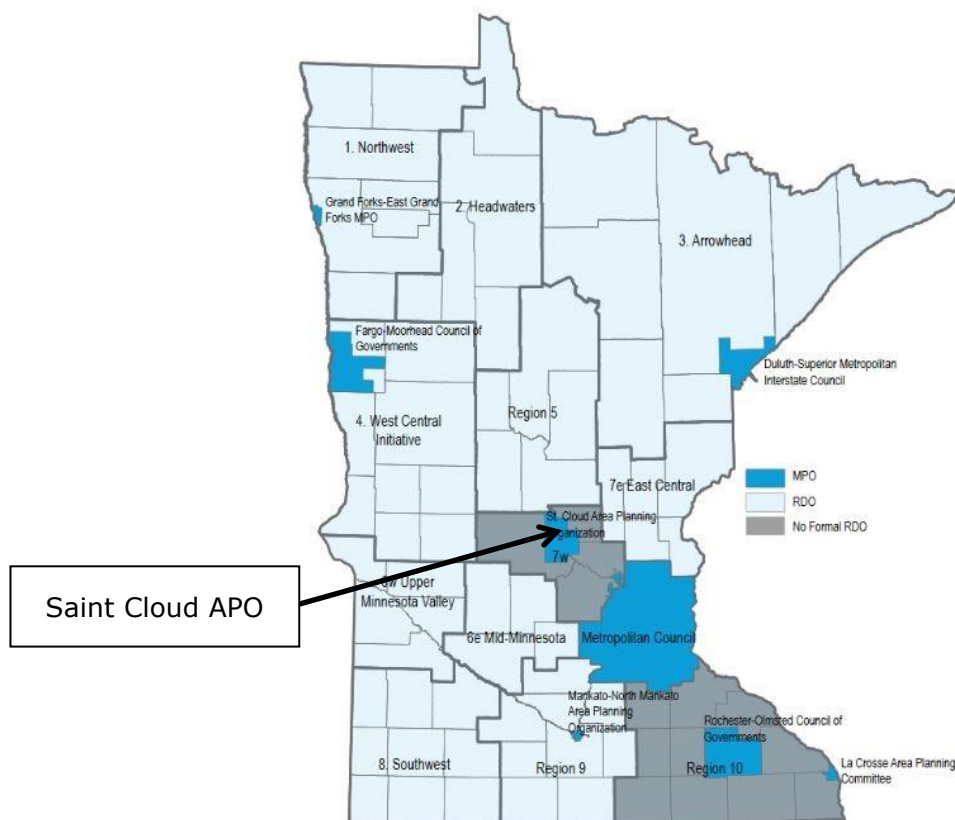 1. Northwest
Grand Forks-East Grand
Forks MPO
2. Headwaters
3. Arrowhead
Fargo-Moorhead Council of
Governments
Duluth-Superior Metropolitan
Interstate Council
4. West Central
Initiative
Region 5
7e East Central
MPO
RDO
No Formal RDO
St. Cloud Area Planning
Organization
7w
Saint Cloud APO
6w Upper
Minnesota Valley
6e Mid-Minnesota
Metropolitan Council
Mankato-North Mankato
Area Planning
Organization
Rochester-Olmsted Council of
Governments
La Crosse Area Planning
Committee
8. Southwest
Region 9
Region 10